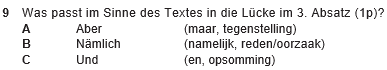 9 Was passt im Sinne des Textes in die Lücke im 3. Absatz (1p)?
A Aber (maar, tegenstelling)
B Nämlich (namelijk, reden/oorzaak)
C Und (en, opsomming)